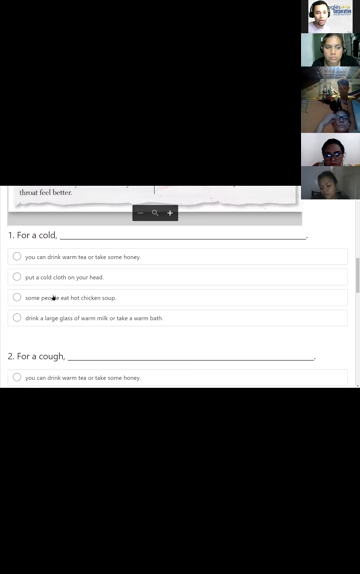 throat feel better.
1. For a cold, ______________________________.
you can drink warm tea or take some honey.
put a cold cloth on your head.
some people eat hot chicken soup.
drink a large glass of warm milk or take a warm bath.
2. For a cough, ______________________________.
you can drink warm tea or take some honey.